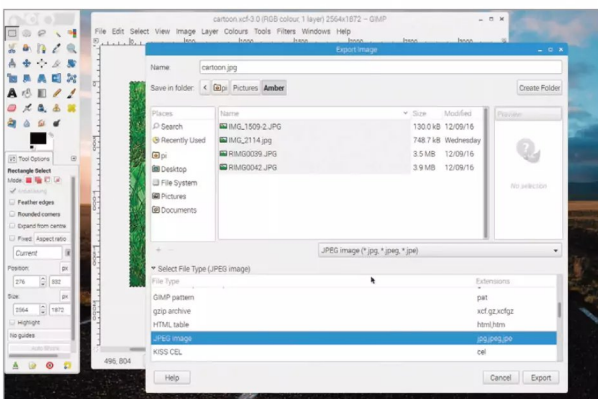 cartoon.xcf-3.0 (RGB colour, 1 layer) 2564x1872 – GIMP
File Edit Select View Image Layer Colours Tools Filters Windows Help
Export Image
Name cartoon.jpg
Save in folder: pi Pictures Amber Create Folder
Places Name Size Modified Preview
Search IMG_1509-2.JPG 130.0 kB 12/09/16
Recently Used IMG_2114.jpg 748.7 kB Wednesday
pi RIMG0039.JPG 3.5 MB 12/09/16
Desktop RIMG0042.JPG 3.9 MB 12/09/16
File System No selection
Pictures
Documents
JPEG image (*.jpg, *.jpeg, *.jpe)
Select File Type (JPEG image)
File Type Extensions
GIMP pattern pat
gzip archive xcf.gz,xcfgz
HTML table html,htm
JPEG image jpg,jpeg,jpe
KISS CEL cel
Help Cancel Export
Tool Options
Rectangle Select
Mode:
Antialiasing
Feather edges
Rounded corners
Expand from centre
Fixed: Aspect ratio
Current
Position: px
276 832
Size: px
2564 1872
Highlight
No guides
Auto Shrink
496, 804